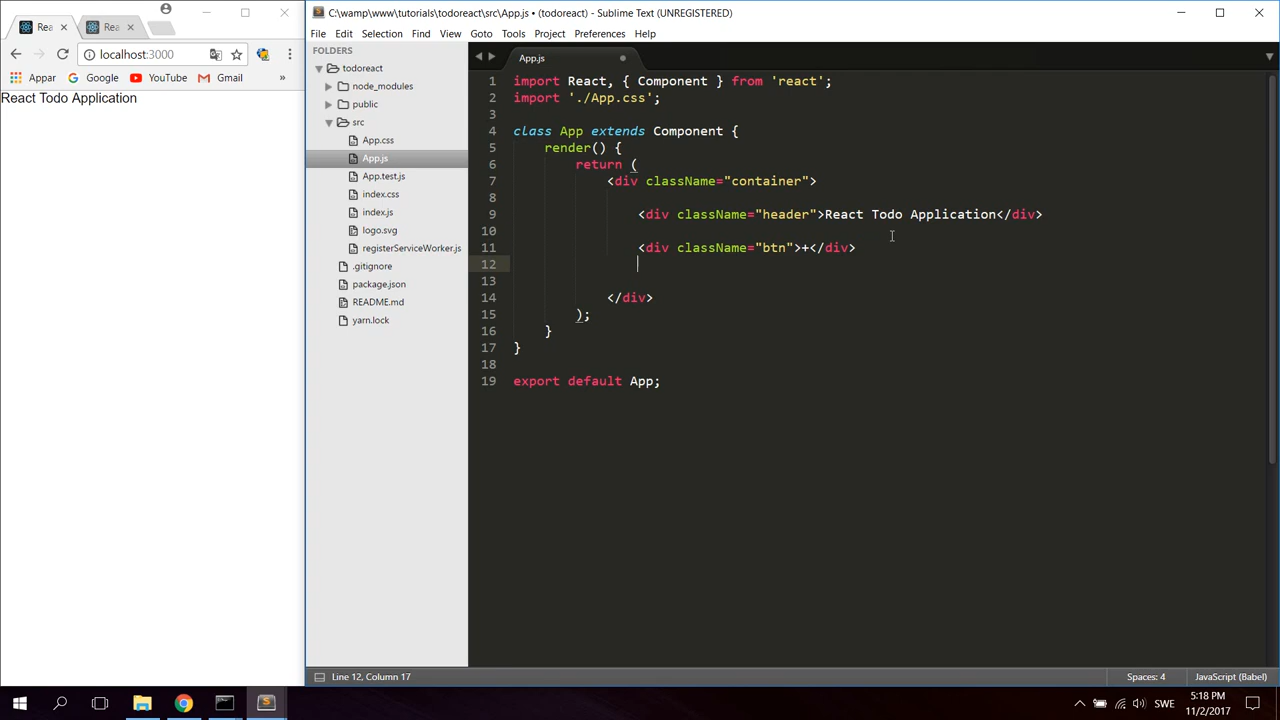 Rea
Rea
localhost:3000
Appar
Google
YouTube
Gmail
»
React Todo Application
C:\wamp\www\tutorials\todoreact\src\App.js • (todoreact) - Sublime Text (UNREGISTERED)
File Edit Selection Find View Goto Tools Project Preferences Help
FOLDERS
todoreact
node_modules
public
src
App.css
App.js
App.test.js
index.css
index.js
logo.svg
registerServiceWorker.js
.gitignore
package.json
README.md
yarn.lock
App.js
1 import React, { Component } from 'react';
2 import './App.css';
3
4 class App extends Component {
5 render() {
6 return (
7 <div className="container">
8
9 <div className="header">React Todo Application</div>
10
11 <div className="btn">+</div>
12
13
14 </div>
15 );
16 }
17 }
18
19 export default App;
Line 12, Column 17
Spaces: 4
JavaScript (Babel)
SWE
5:18 PM
11/2/2017